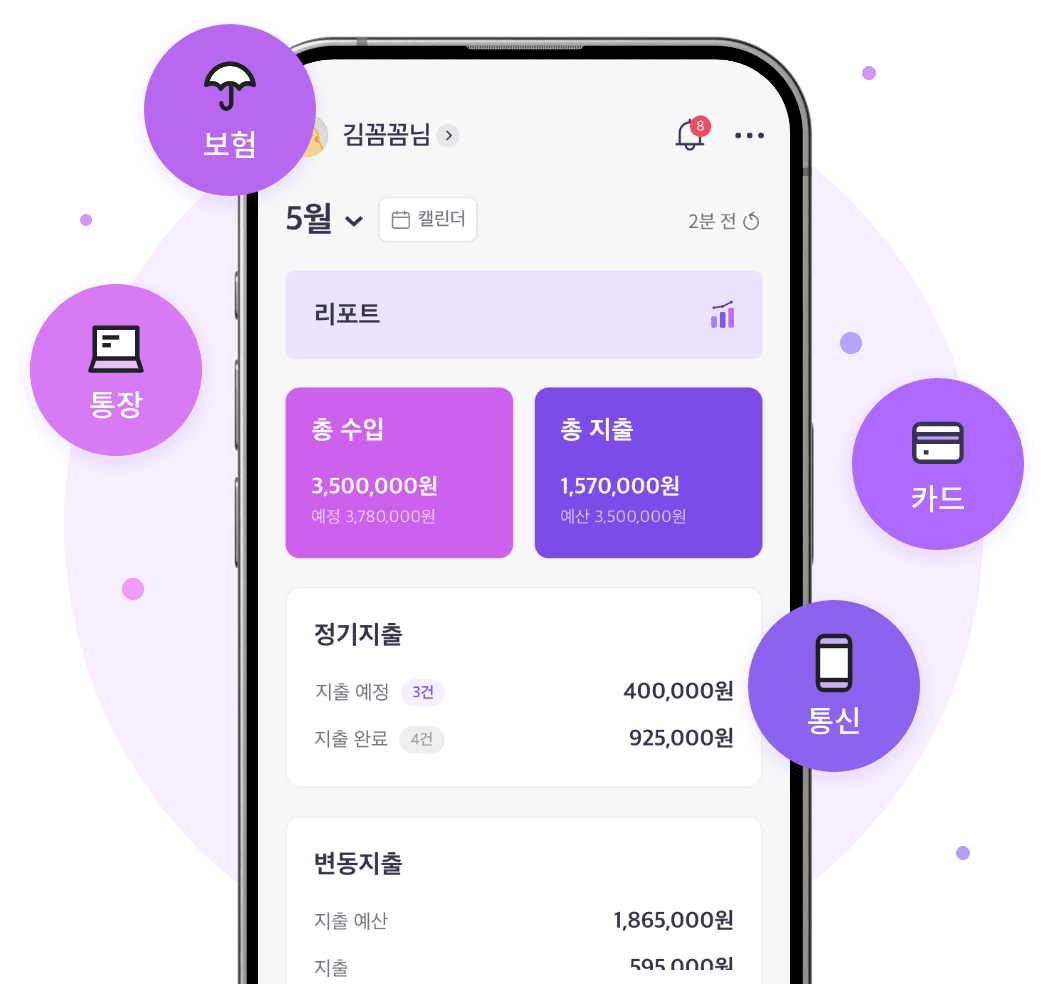 보험
김꼼꼼님
8
5월 캘린더 2분 전
리포트
통장
총 수입
3,500,000원
예정 3,780,000원
총 지출
1,570,000원
예산 3,500,000원
카드
정기지출
지출 예정 3건 400,000원
지출 완료 4건 925,000원
통신
변동지출
지출 예산 1,865,000원
지출 595,000원